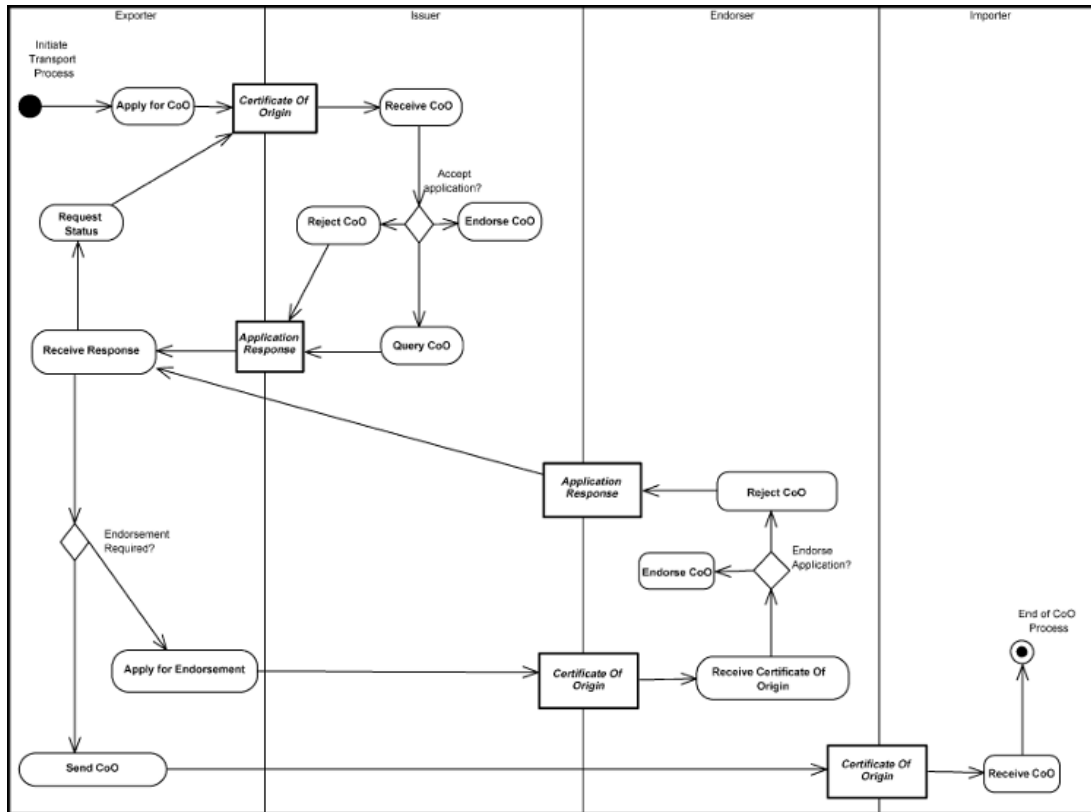 Exporter
Issuer
Endorser
Importer
Initiate
Transport
Process
Apply for CoO
Certificate Of
Origin
Receive CoO
Accept
application?
Request
Status
Reject CoO
Endorse CoO
Receive Response
Application
Response
Query CoO
Application
Response
Reject CoO
Endorsement
Required?
Endorse CoO
Endorse
Application?
End of CoO
Process
Apply for Endorsement
Certificate Of
Origin
Receive Certificate Of
Origin
Send CoO
Certificate Of
Origin
Receive CoO